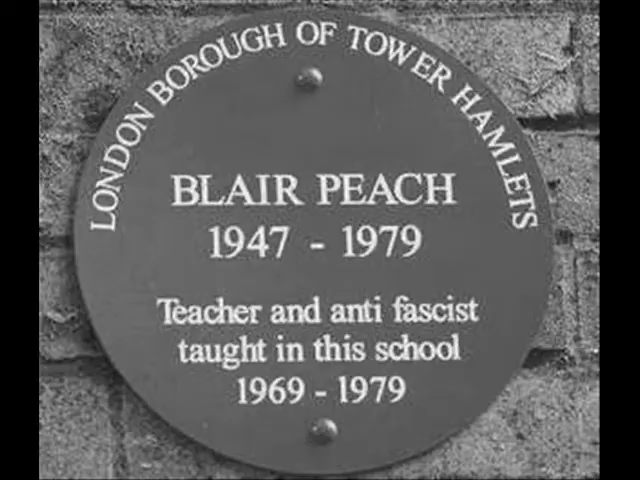 LONDON BOROUGH OF TOWER HAMLETS
BLAIR PEACH
1947 - 1979
Teacher and anti fascist
taught in this school
1969 - 1979